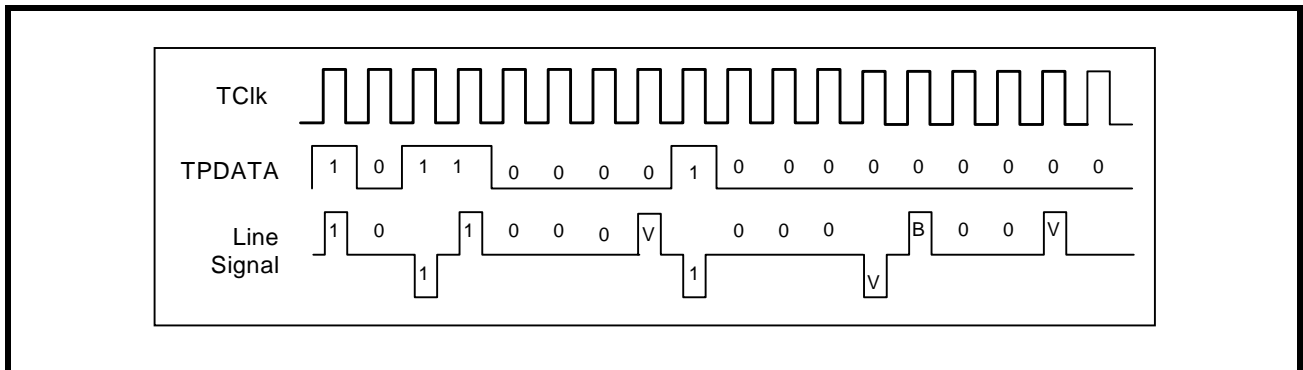 TClk
TPDATA 1 0 1 1 0 0 0 0 1 0 0 0 0 0 0 0 0 0
Line Signal 1 0 1 1 0 0 0 V 1 0 0 0 V B 0 0 V